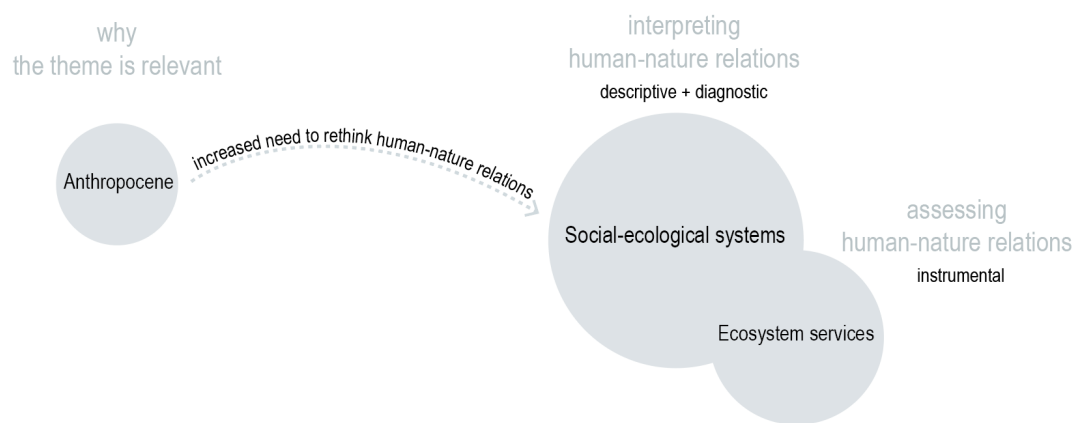 why
the theme is relevant
Anthropocene
increased need to rethink human-nature relations
interpreting
human-nature relations
descriptive + diagnostic
Social-ecological systems
assessing
human-nature relations
instrumental
Ecosystem services